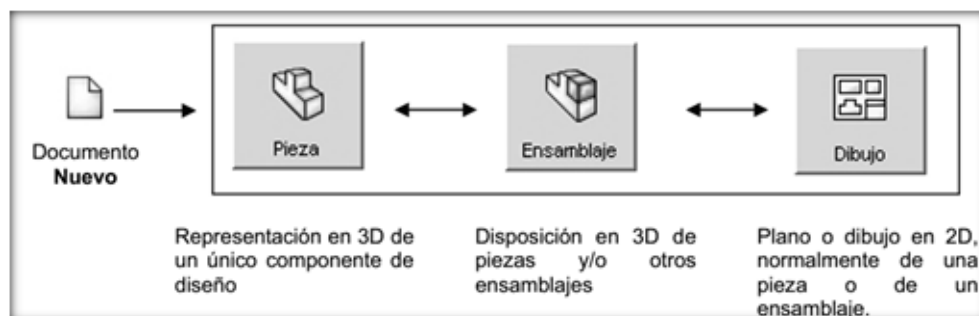 Documento
Nuevo
Pieza
Ensamblaje
Dibujo
Representación en 3D de
un único componente de
diseño
Disposición en 3D de
piezas y/o otros
ensamblajes
Plano o dibujo en 2D,
normalmente de una
pieza o de un
ensamblaje.